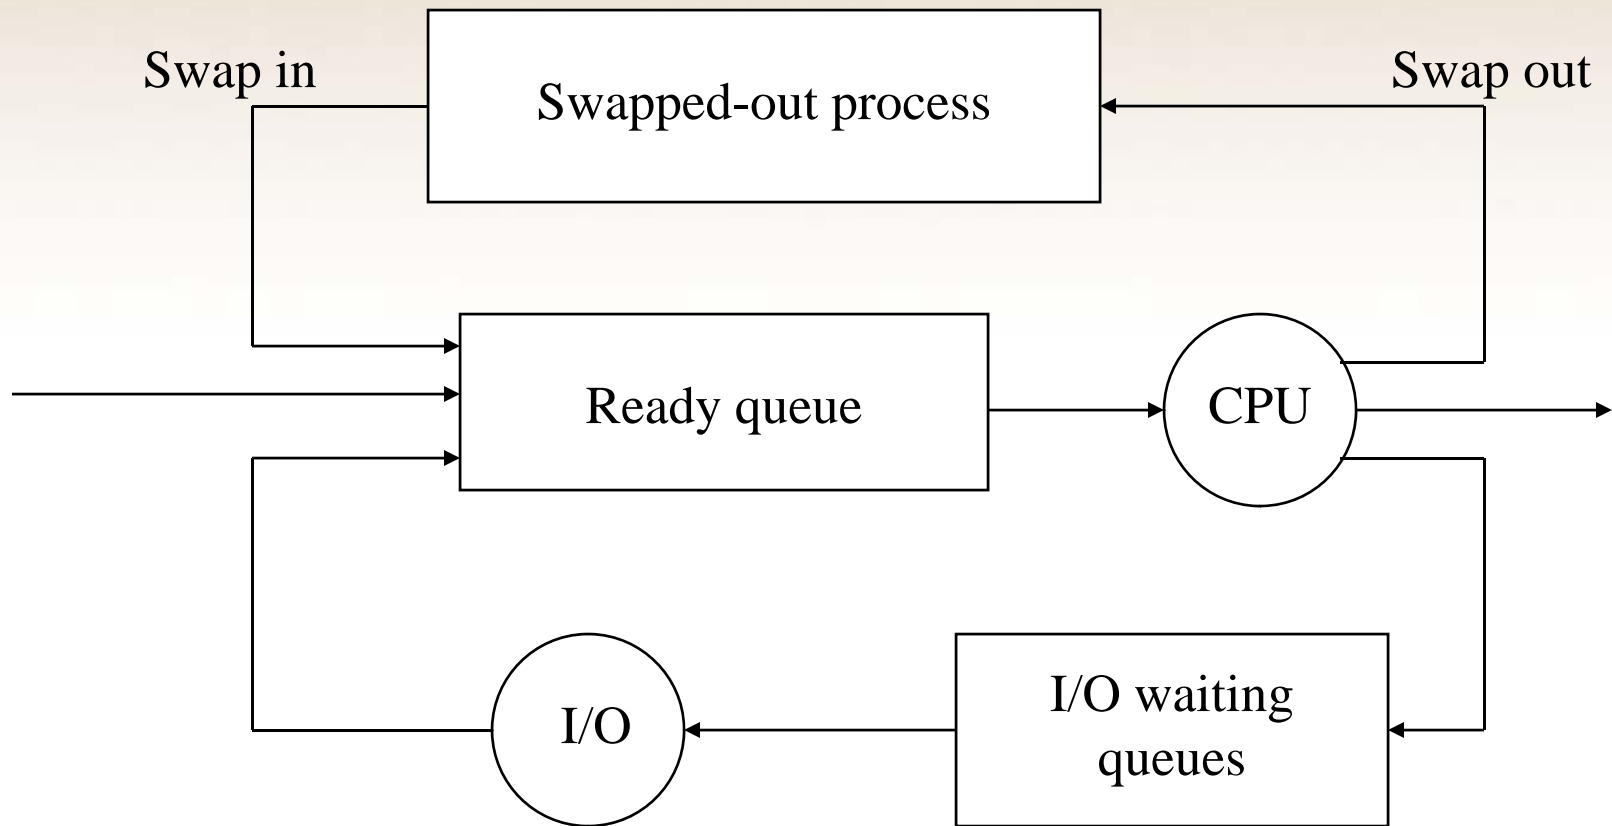 Swap in
Swapped-out process
Swap out
Ready queue
CPU
I/O
I/O waiting
queues